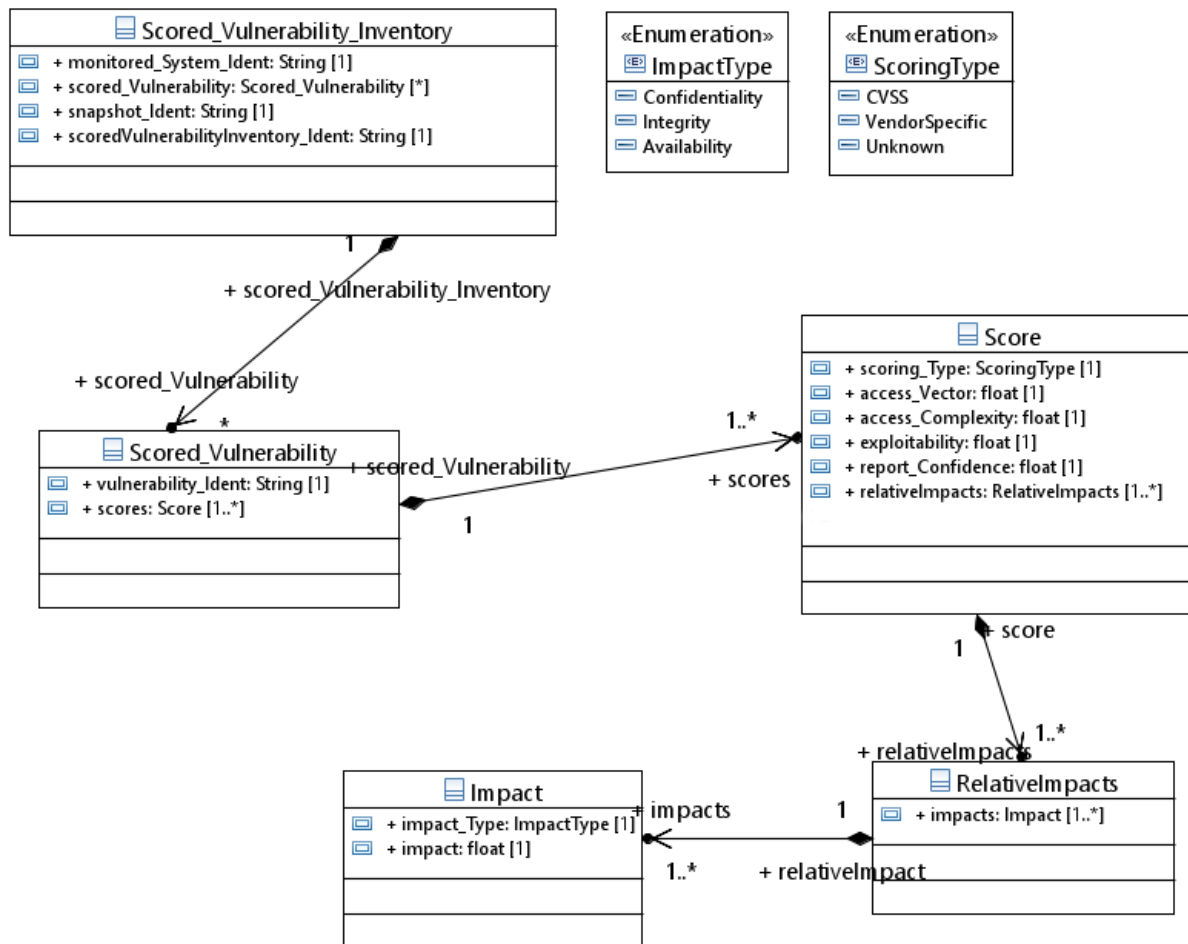 Scored_Vulnerability_Inventory
+ monitored_System_Ident: String [1]
+ scored_Vulnerability: Scored_Vulnerability [*]
+ snapshot_Ident: String [1]
+ scoredVulnerabilityInventory_Ident: String [1]
«Enumeration»
ImpactType
Confidentiality
Integrity
Availability
«Enumeration»
ScoringType
CVSS
VendorSpecific
Unknown
1
+ scored_Vulnerability_Inventory
+ scored_Vulnerability
*
Scored_Vulnerability
+ vulnerability_Ident: String [1]
+ scores: Score [1..*]
+ scored_Vulnerability
1
1..*
+ scores
Score
+ scoring_Type: ScoringType [1]
+ access_Vector: float [1]
+ access_Complexity: float [1]
+ exploitability: float [1]
+ report_Confidence: float [1]
+ relativeImpacts: RelativeImpacts [1..*]
+ score
1
1..*
+ relativeImpacts
RelativeImpacts
+ impacts: Impact [1..*]
Impact
+ impact_Type: ImpactType [1]
+ impact: float [1]
+ impacts
1
1..*
+ relativeImpact